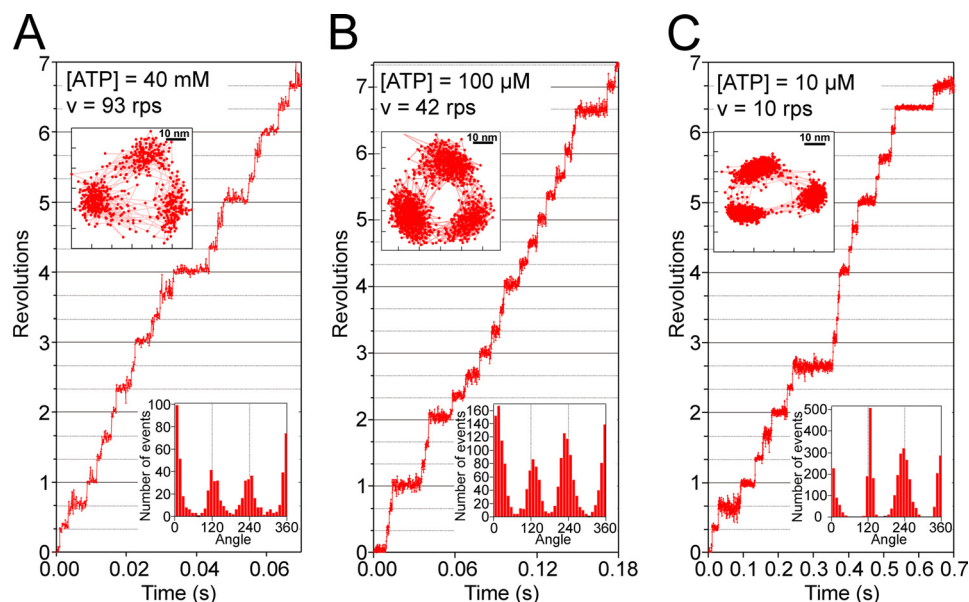 A
[ATP] = 40 mM
v = 93 rps
10 nm
Revolutions
7
6
5
4
3
2
1
0
0.00 0.02 0.04 0.06
Time (s)
Number of events
100
80
60
40
20
0
0 120 240 360
Angle
B
[ATP] = 100 µM
v = 42 rps
10 nm
Revolutions
7
6
5
4
3
2
1
0
0.00 0.06 0.12 0.18
Time (s)
Number of events
160
140
120
100
80
60
40
20
0
0 120 240 360
Angle
C
[ATP] = 10 µM
v = 10 rps
10 nm
Revolutions
7
6
5
4
3
2
1
0
0.0 0.1 0.2 0.3 0.4 0.5 0.6 0.7
Time (s)
Number of events
500
400
300
200
100
0
0 120 240 360
Angle